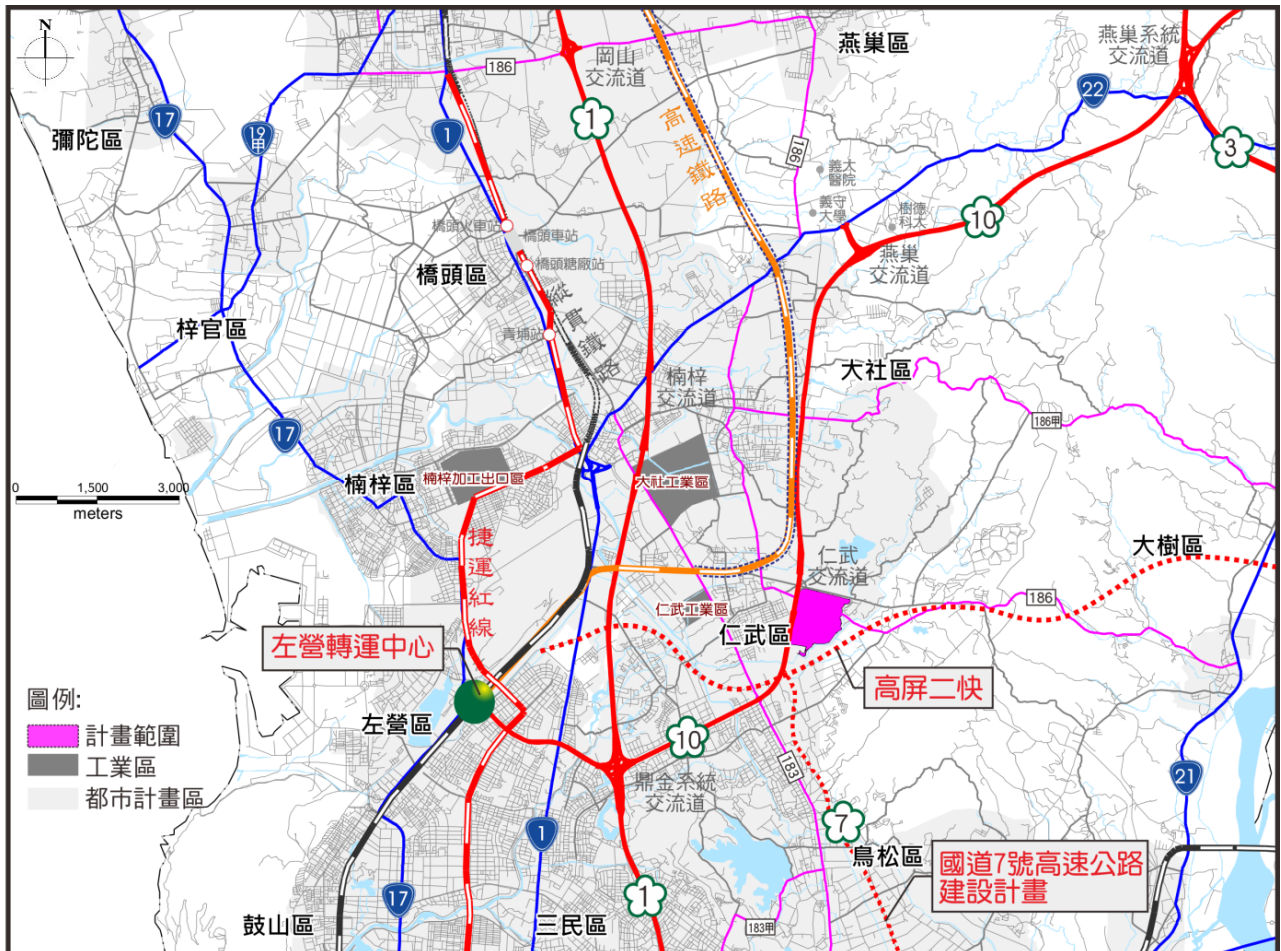 N
燕巢區
燕巢系統
交流道
岡山
交流道
186
22
17
19甲
1
1
彌陀區
高速鐵路
186
3
義大
醫院
義守
大學
樹德
科大
10
橋頭火車站
橋頭車站
橋頭糖廠站
燕巢
交流道
橋頭區
縱貫鐵路
梓官區
青埔站
楠梓
交流道
大社區
186甲
17
楠梓區
楠梓加工出口區
大社工業區
0 1,500 3,000
meters
捷運紅線
大樹區
仁武
交流道
186
仁武工業區
仁武區
左營轉運中心
高屏二快
圖例:
計畫範圍
工業區
都市計畫區
左營區
10
183
鼎金系統
交流道
21
7
1
鳥松區
國道7號高速公路
建設計畫
17
1
鼓山區
三民區
183甲